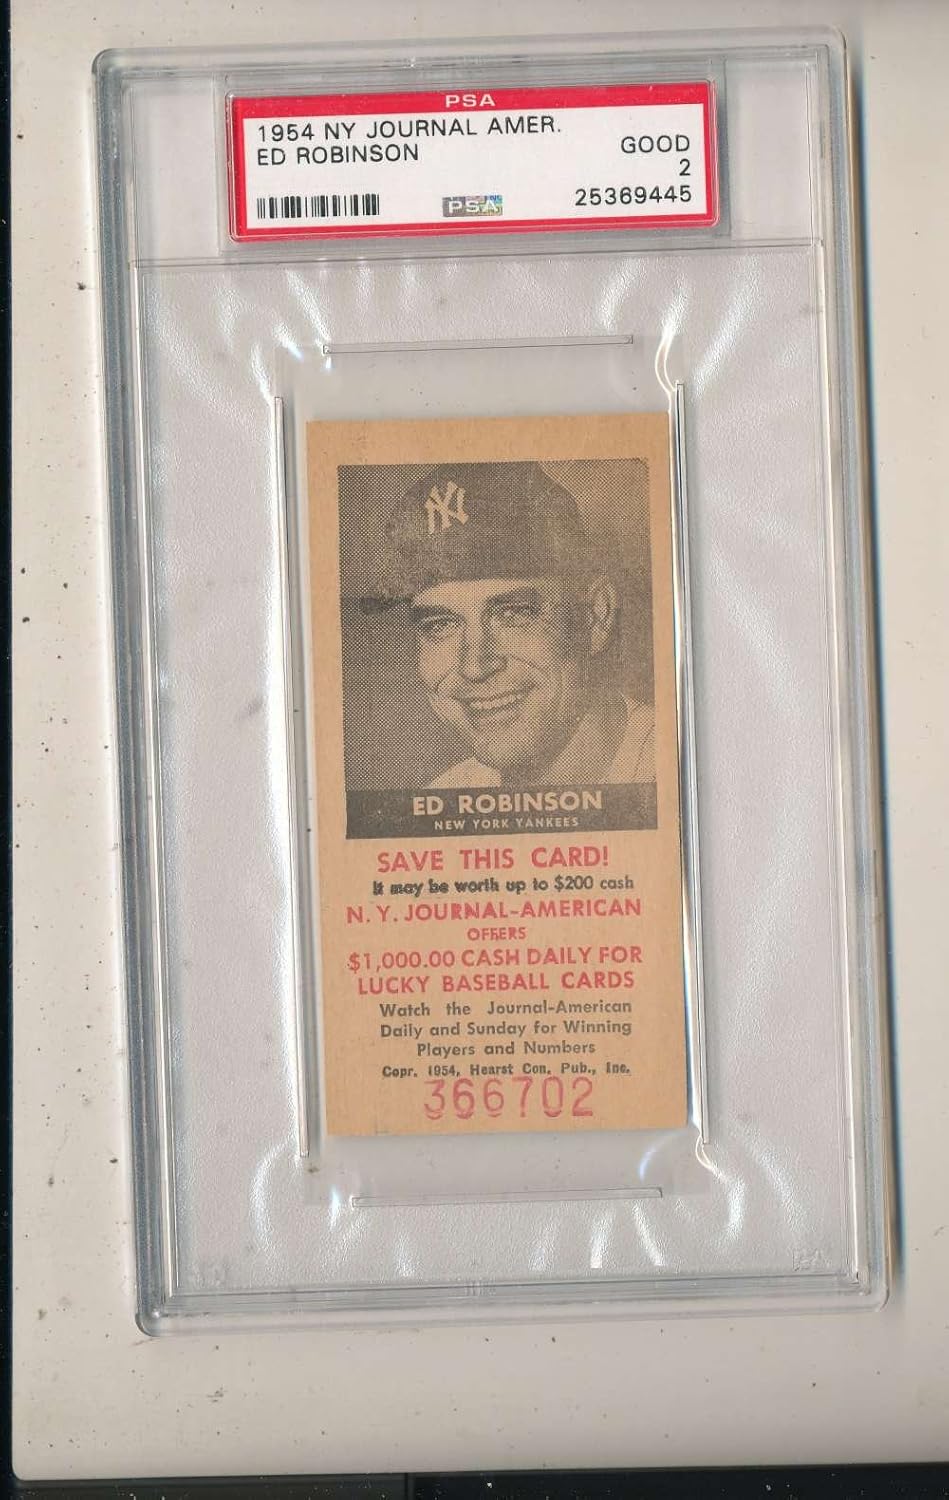 PSA
1954 NY JOURNAL AMER.
ED ROBINSON
GOOD
2
PSA
25369445
NY
ED ROBINSON
NEW YORK YANKEES
SAVE THIS CARD!
It may be worth up to $200 cash
N.Y. JOURNAL-AMERICAN
OFFERS
$1,000.00 CASH DAILY FOR
LUCKY BASEBALL CARDS
Watch the Journal-American
Daily and Sunday for Winning
Players and Numbers
Copr. 1954, Hearst Con. Pub., Inc.
366702